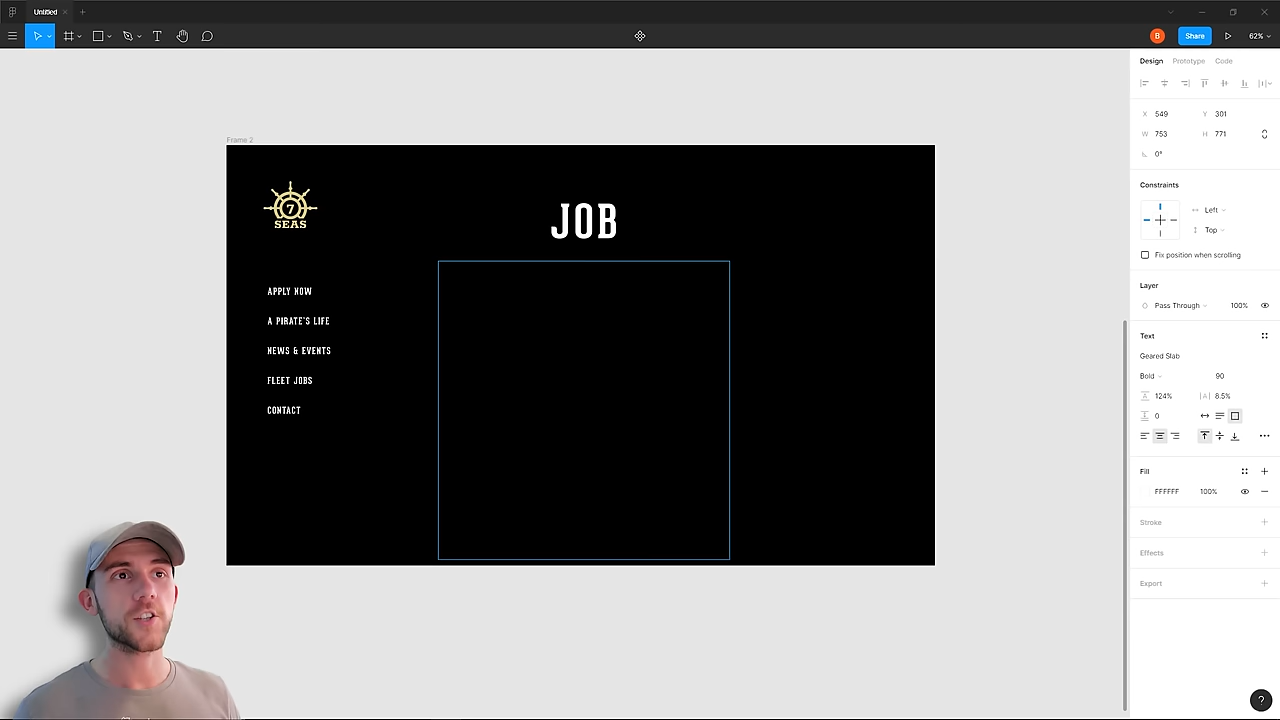 Untitled
B
Share
62%
Design
Prototype
Code
Frame 2
7
SEAS
JOB
APPLY NOW
A PIRATE'S LIFE
NEWS & EVENTS
FLEET JOBS
CONTACT
X 549 Y 301
W 753 H 771
0°
Constraints
Left
Top
Fix position when scrolling
Layer
Pass Through 100%
Text
Geared Slab
Bold 90
124% |A| 8.5%
0
Fill
FFFFFF 100%
Stroke
Effects
Export
?